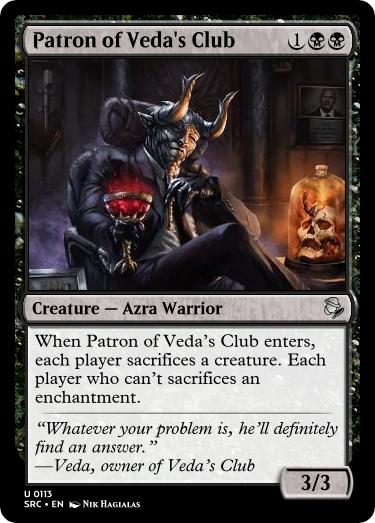 Patron of Veda's Club 1
Creature — Azra Warrior
When Patron of Veda's Club enters,
each player sacrifices a creature. Each
player who can't sacrifices an
enchantment.
“Whatever your problem is, he'll definitely
find an answer.”
—Veda, owner of Veda's Club
3/3
U 0113
SRC • EN Nik Hagialas